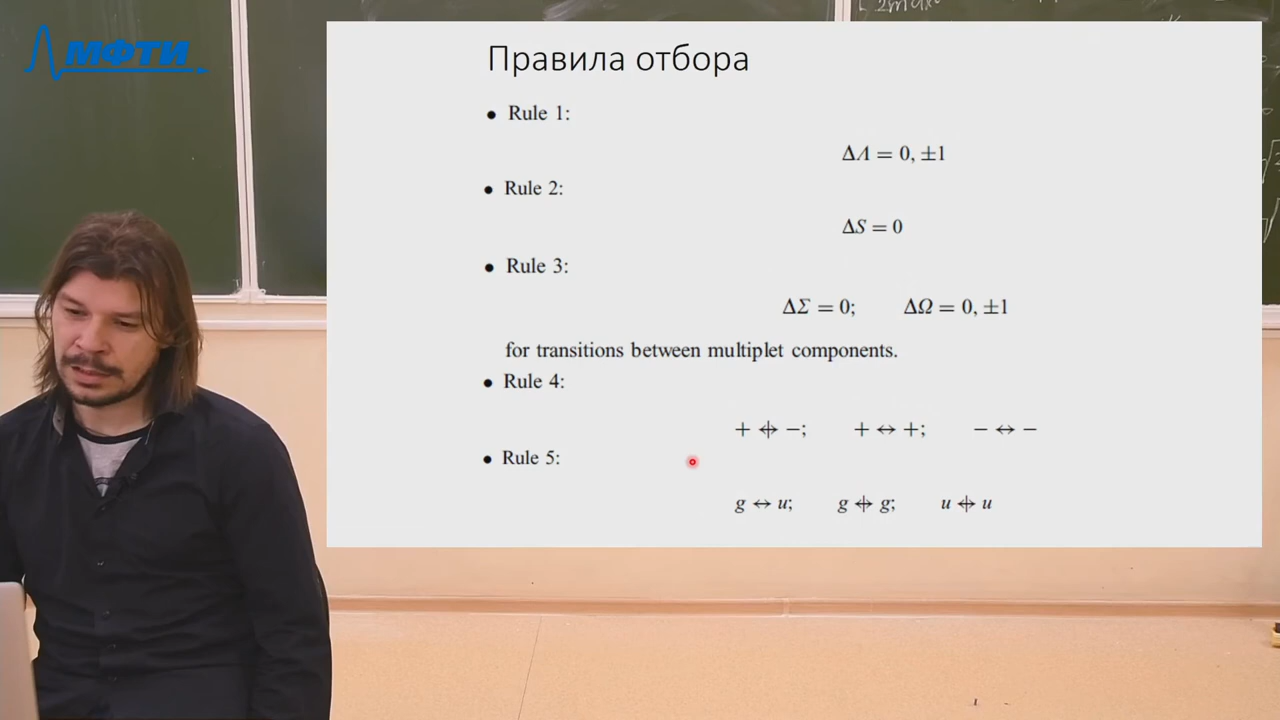 МФТИ
Правила отбора
• Rule 1:
ΔΛ = 0, ±1
• Rule 2:
ΔS = 0
• Rule 3:
ΔΣ = 0; ΔΩ = 0, ±1
for transitions between multiplet components.
• Rule 4:
+ ↮ −; + ↔ +; − ↔ −
• Rule 5:
g ↔ u; g ↮ g; u ↮ u